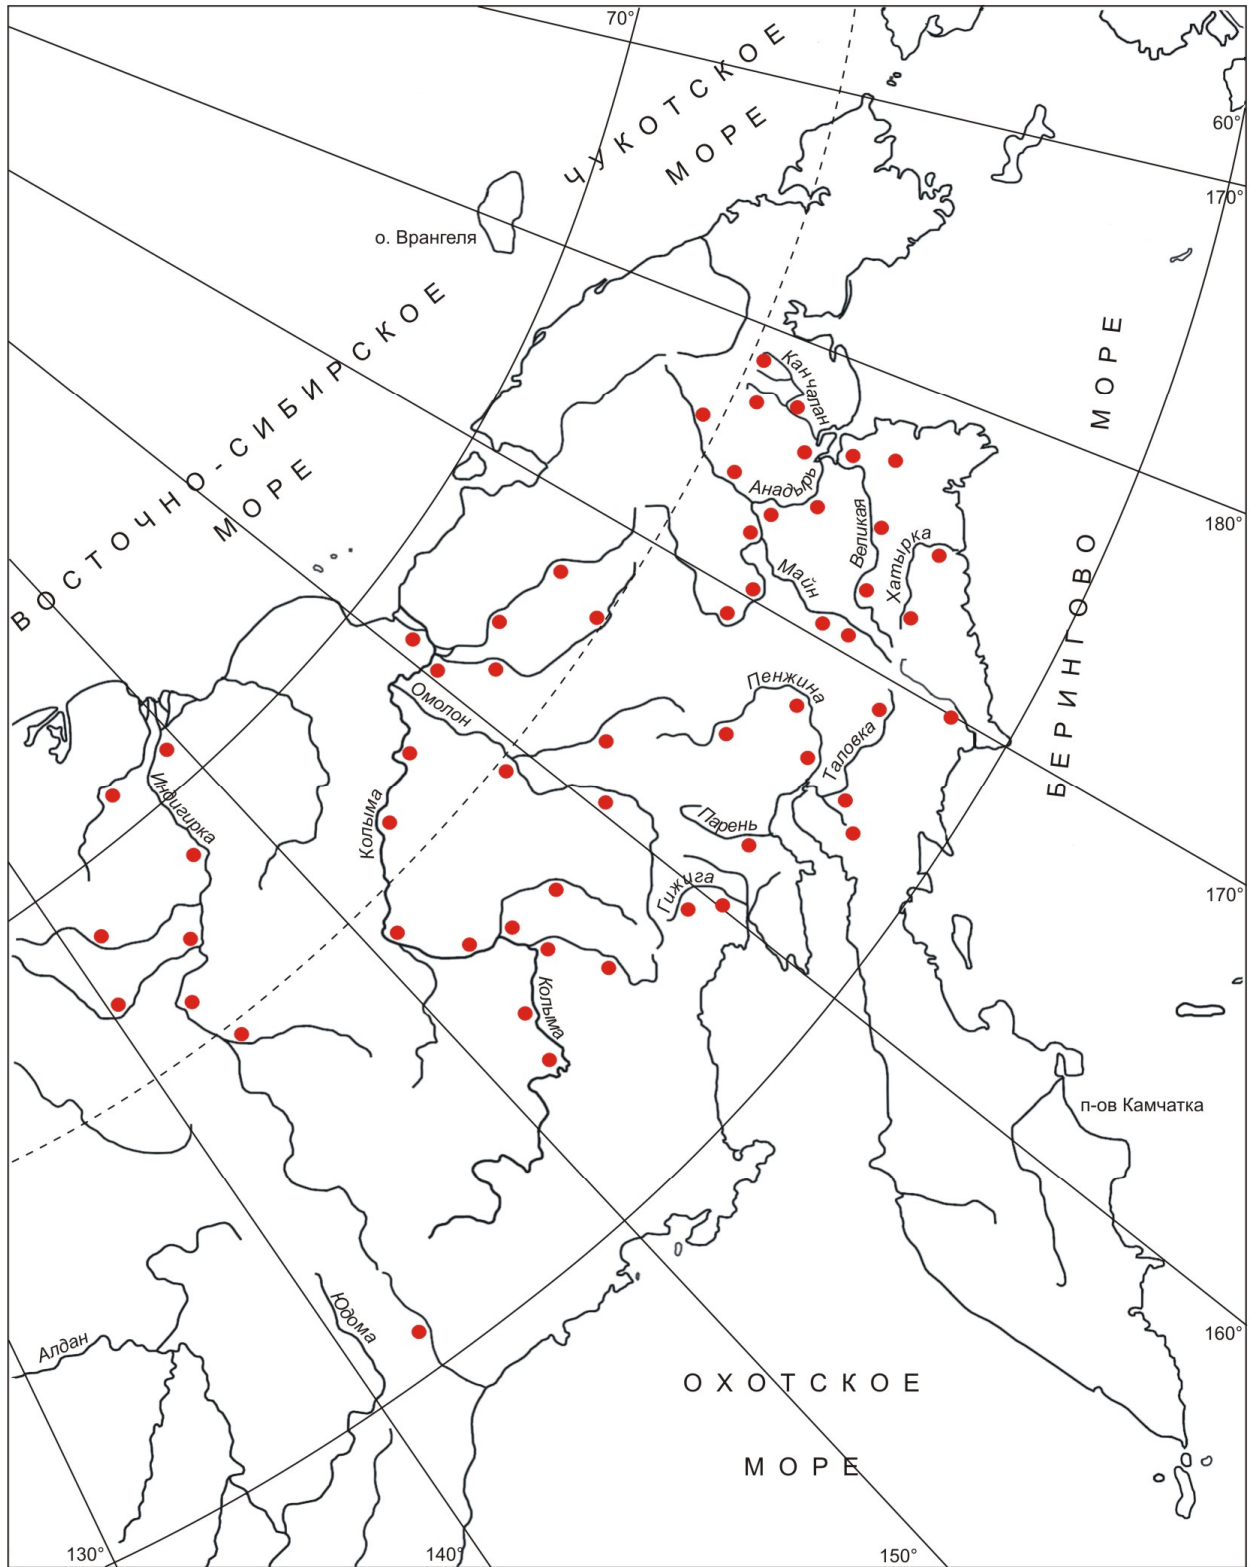 70°
ЧУКОТСКОЕ
МОРЕ
60°
170°
о. Врангеля
ВОСТОЧНО-СИБИРСКОЕ
МОРЕ
Канчалан
БЕРИНГОВО МОРЕ
Анадырь
Великая
Хатырка
180°
Майн
Омолон
Пенжина
Таловка
Индигирка
Колыма
Парень
Гижига
170°
Колыма
п-ов Камчатка
Юдома
Алдан
160°
ОХОТСКОЕ
МОРЕ
130°
140°
150°